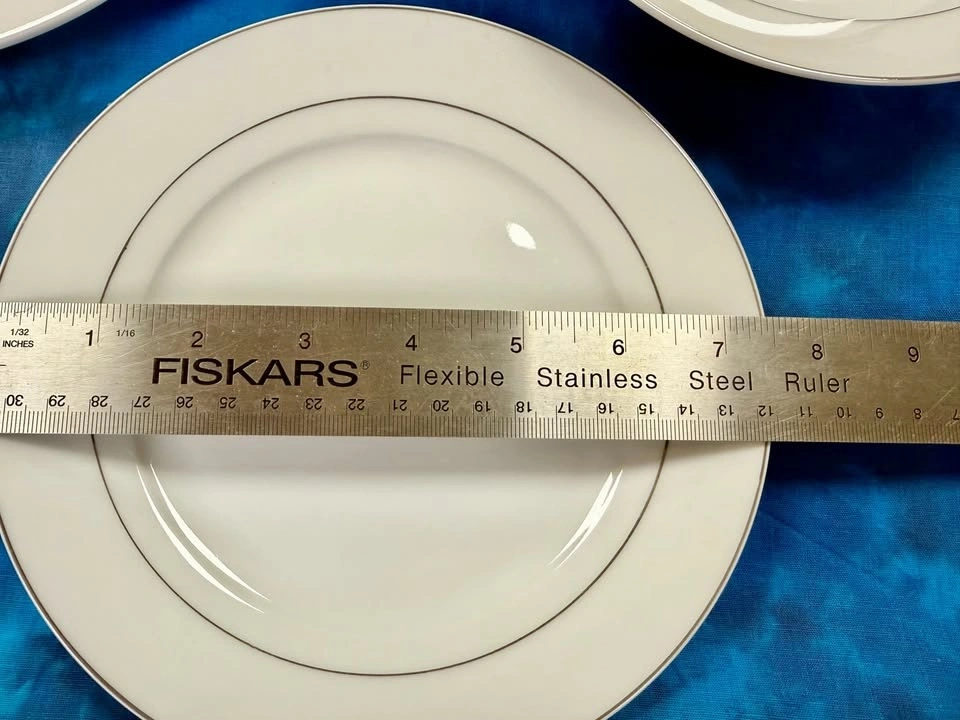 1/32 1 1/16 2 3 4 5 6 7 8 9
INCHES
FISKARS® Flexible Stainless Steel Ruler
30 29 28 27 26 25 24 23 22 21 20 19 18 17 16 15 14 13 12 11 10 9 8 7